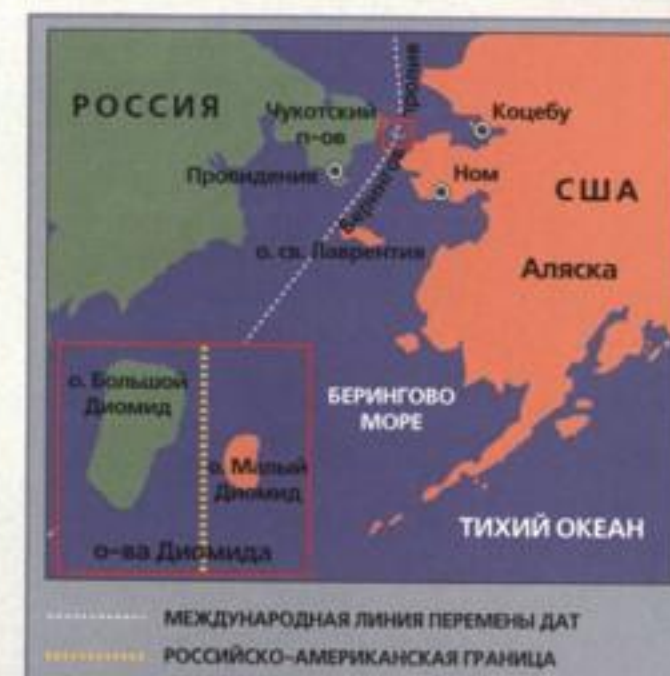 РОССИЯ
Чукотский
п-ов
Провидения
Берингов пролив
Коцебу
Ном
США
Аляска
о. св. Лаврентия
БЕРИНГОВО
МОРЕ
о. Большой
Диомид
о. Малый
Диомид
о-ва Диомида
ТИХИЙ ОКЕАН
МЕЖДУНАРОДНАЯ ЛИНИЯ ПЕРЕМЕНЫ ДАТ
РОССИЙСКО-АМЕРИКАНСКАЯ ГРАНИЦА